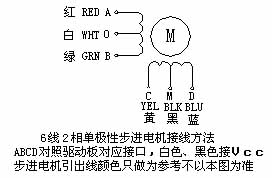 红 RED A
白 WHT O
绿 GRN B
M
C M D
YEL BLK BLU
黄 黑 蓝
6线2相单极性步进电机接线方法
ABCD对照驱动板对应接口,白色、黑色接Vcc
步进电机引出线颜色只做为参考不以本图为准